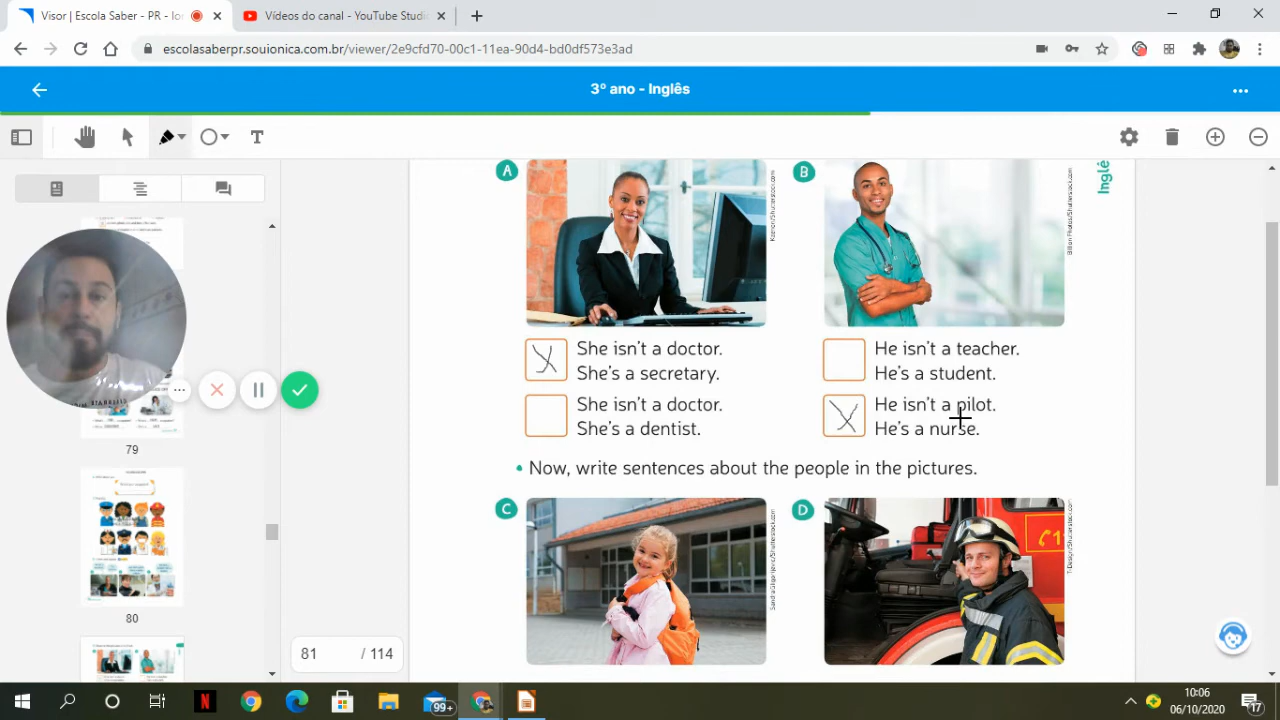 Visor | Escola Saber - PR - Ion
Vídeos do canal - YouTube Studio
escolasaberpr.souionica.com.br/viewer/2e9cfd70-00c1-11ea-90d4-bd0df573e3ad
3º ano - Inglês
T
A
B
Inglê
She isn't a doctor.
She's a secretary.
She isn't a doctor.
She's a dentist.
He isn't a teacher.
He's a student.
He isn't a pilot.
He's a nurse.
• Now, write sentences about the people in the pictures.
C
D
79
80
81 / 114
99+
10:06
06/10/2020
17